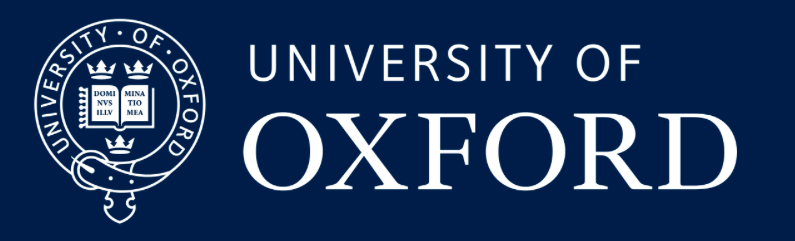 UNIVERSITY · OF · OXFORD
DOMI MINA
NVS TIO
ILLV MEA
UNIVERSITY OF
OXFORD